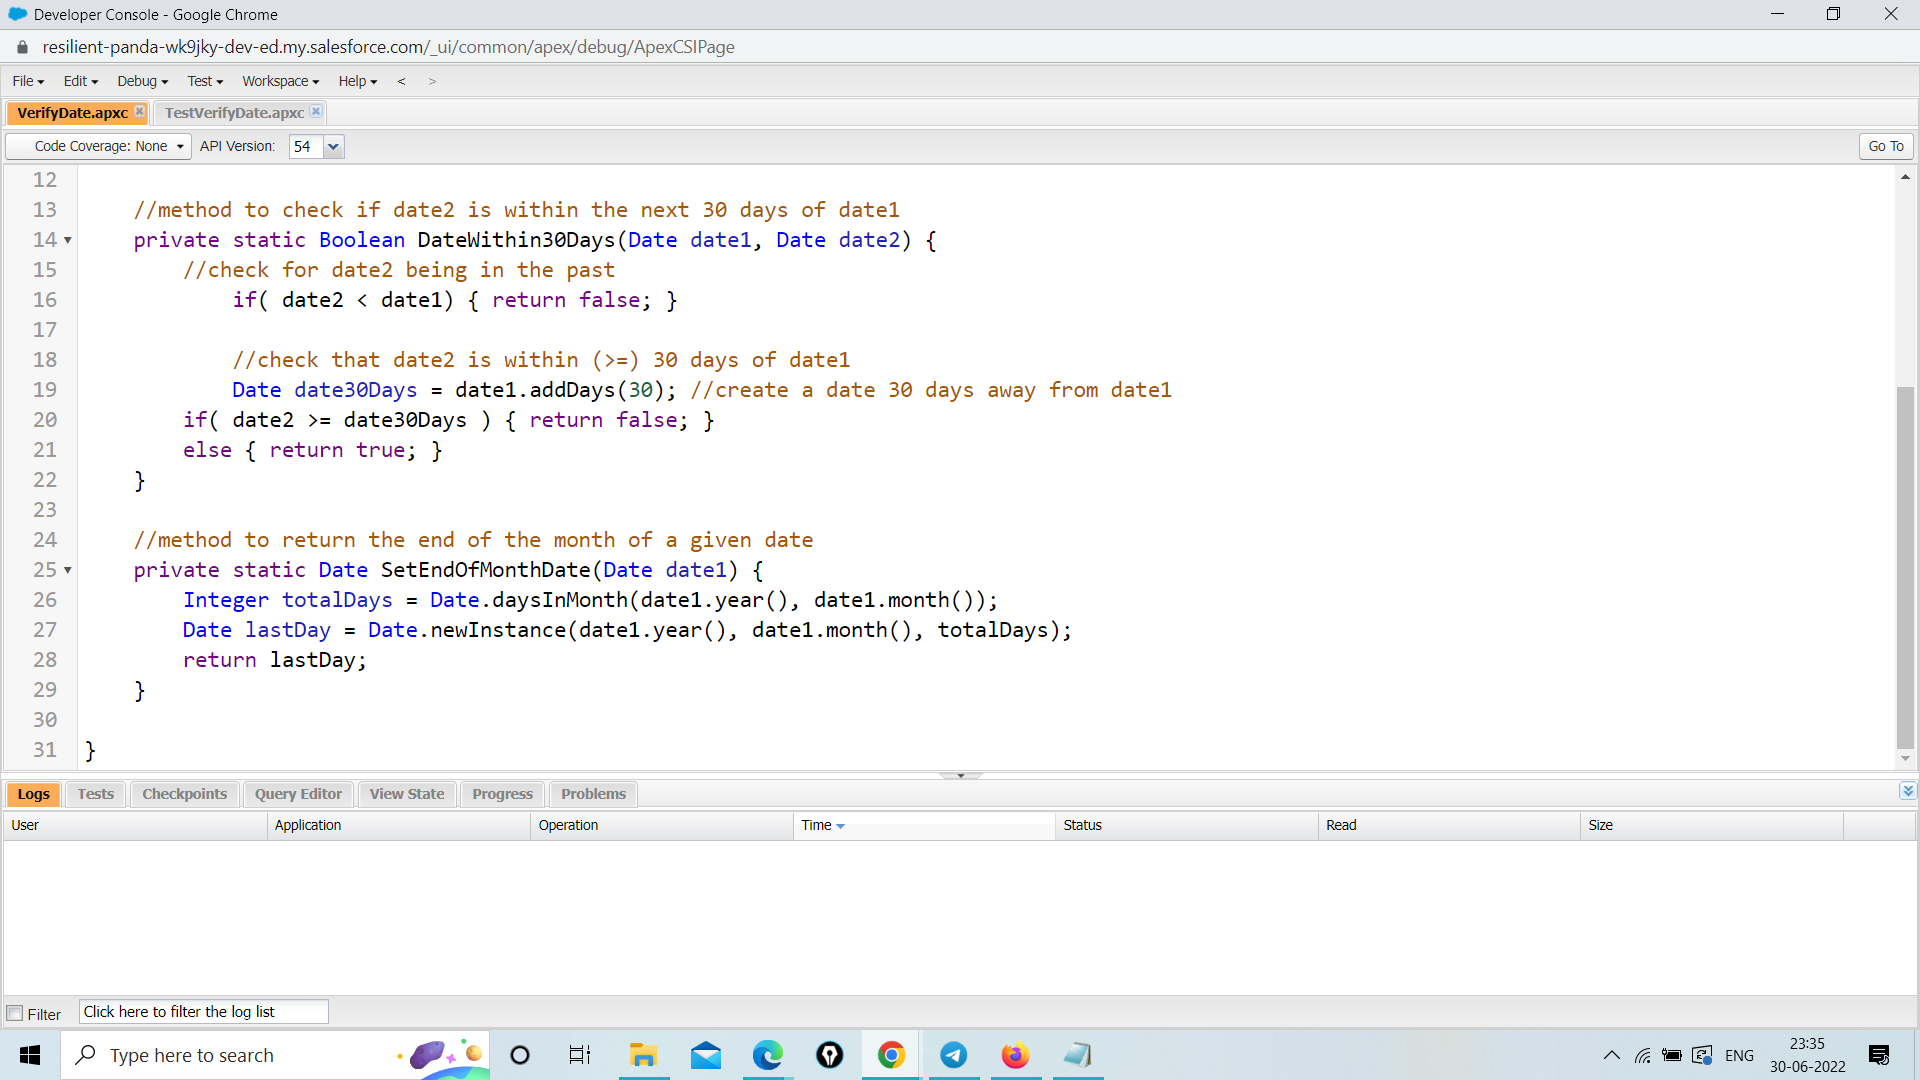 Developer Console - Google Chrome
resilient-panda-wk9jky-dev-ed.my.salesforce.com/_ui/common/apex/debug/ApexCSIPage
File Edit Debug Test Workspace Help < >
VerifyDate.apxc TestVerifyDate.apxc
Code Coverage: None API Version: 54 Go To
12
13 //method to check if date2 is within the next 30 days of date1
14 private static Boolean DateWithin30Days(Date date1, Date date2) {
15 //check for date2 being in the past
16 if( date2 < date1) { return false; }
17
18 //check that date2 is within (>=) 30 days of date1
19 Date date30Days = date1.addDays(30); //create a date 30 days away from date1
20 if( date2 >= date30Days ) { return false; }
21 else { return true; }
22 }
23
24 //method to return the end of the month of a given date
25 private static Date SetEndOfMonthDate(Date date1) {
26 Integer totalDays = Date.daysInMonth(date1.year(), date1.month());
27 Date lastDay = Date.newInstance(date1.year(), date1.month(), totalDays);
28 return lastDay;
29 }
30
31 }
Logs Tests Checkpoints Query Editor View State Progress Problems
User Application Operation Time Status Read Size
Filter Click here to filter the log list
Type here to search
ENG
23:35
30-06-2022